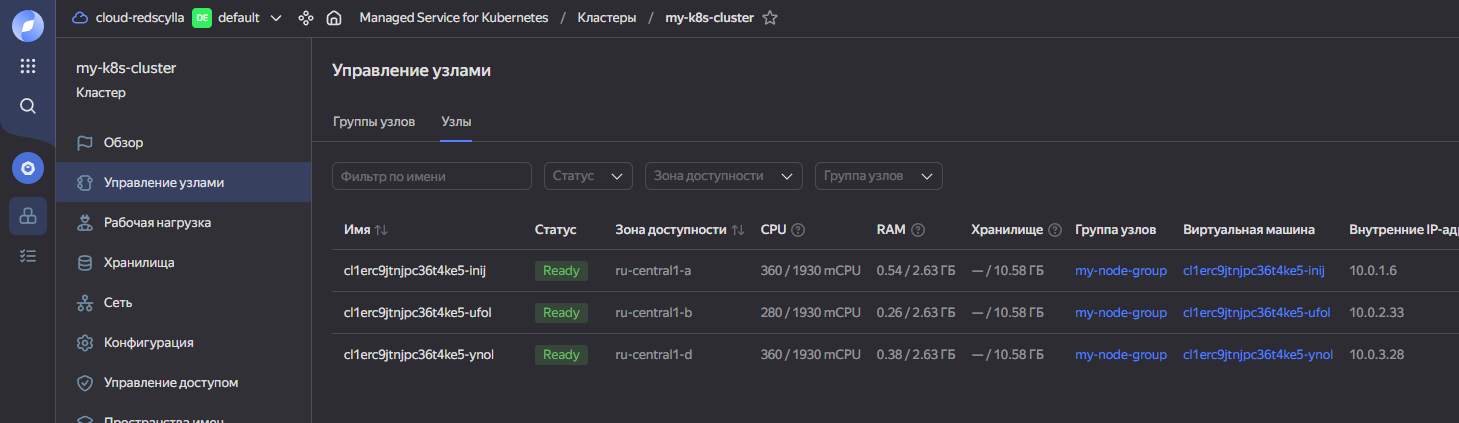 cloud-redscylla DE default Managed Service for Kubernetes / Кластеры / my-k8s-cluster
my-k8s-cluster
Кластер
Обзор
Управление узлами
Рабочая нагрузка
Хранилища
Сеть
Конфигурация
Управление доступом
Пространства имен
Управление узлами
Группы узлов Узлы
Фильтр по имени Статус Зона доступности Группа узлов
Имя Статус Зона доступности CPU RAM Хранилище Группа узлов Виртуальная машина Внутренние IP-ад
cl1erc9jtnjpc36t4ke5-inij Ready ru-central1-a 360 / 1930 mCPU 0.54 / 2.63 ГБ — / 10.58 ГБ my-node-group cl1erc9jtnjpc36t4ke5-inij 10.0.1.6
cl1erc9jtnjpc36t4ke5-ufol Ready ru-central1-b 280 / 1930 mCPU 0.26 / 2.63 ГБ — / 10.58 ГБ my-node-group cl1erc9jtnjpc36t4ke5-ufol 10.0.2.33
cl1erc9jtnjpc36t4ke5-ynol Ready ru-central1-d 360 / 1930 mCPU 0.38 / 2.63 ГБ — / 10.58 ГБ my-node-group cl1erc9jtnjpc36t4ke5-ynol 10.0.3.28